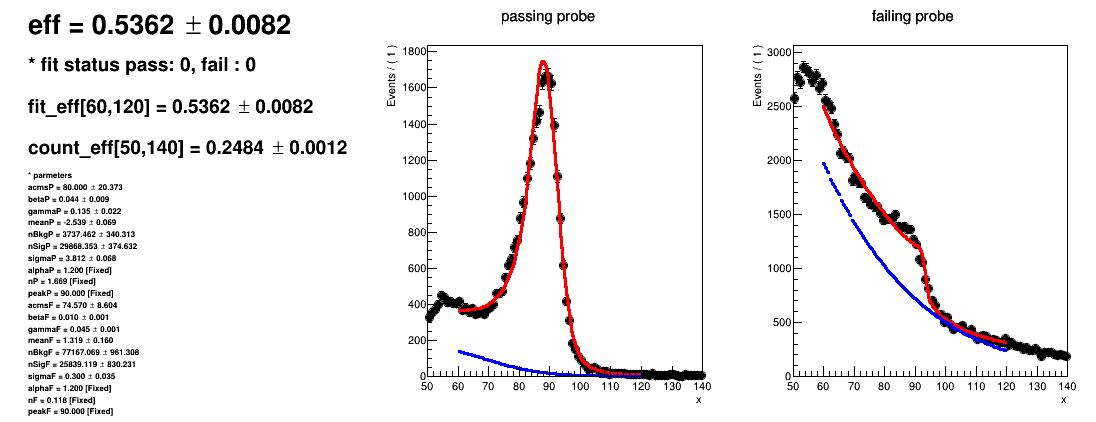 eff = 0.5362 ± 0.0082
* fit status pass: 0, fail : 0
fit_eff[60,120] = 0.5362 ± 0.0082
count_eff[50,140] = 0.2484 ± 0.0012
* parmeters
acmsP = 80.000 ± 20.373
betaP = 0.044 ± 0.009
gammaP = 0.135 ± 0.022
meanP = -2.539 ± 0.069
nBkgP = 3737.462 ± 340.313
nSigP = 29868.353 ± 374.632
sigmaP = 3.812 ± 0.068
alphaP = 1.200 [Fixed]
nP = 1.669 [Fixed]
peakP = 90.000 [Fixed]
acmsF = 74.570 ± 8.604
betaF = 0.010 ± 0.001
gammaF = 0.045 ± 0.001
meanF = 1.319 ± 0.160
nBkgF = 77167.069 ± 961.308
nSigF = 25839.119 ± 830.231
sigmaF = 0.300 ± 0.035
alphaF = 1.200 [Fixed]
nF = 0.118 [Fixed]
peakF = 90.000 [Fixed]
passing probe
Events / ( 1 )
1800
1600
1400
1200
1000
800
600
400
200
0
50 60 70 80 90 100 110 120 130 140
x
failing probe
Events / ( 1 )
3000
2500
2000
1500
1000
500
0
50 60 70 80 90 100 110 120 130 140
x